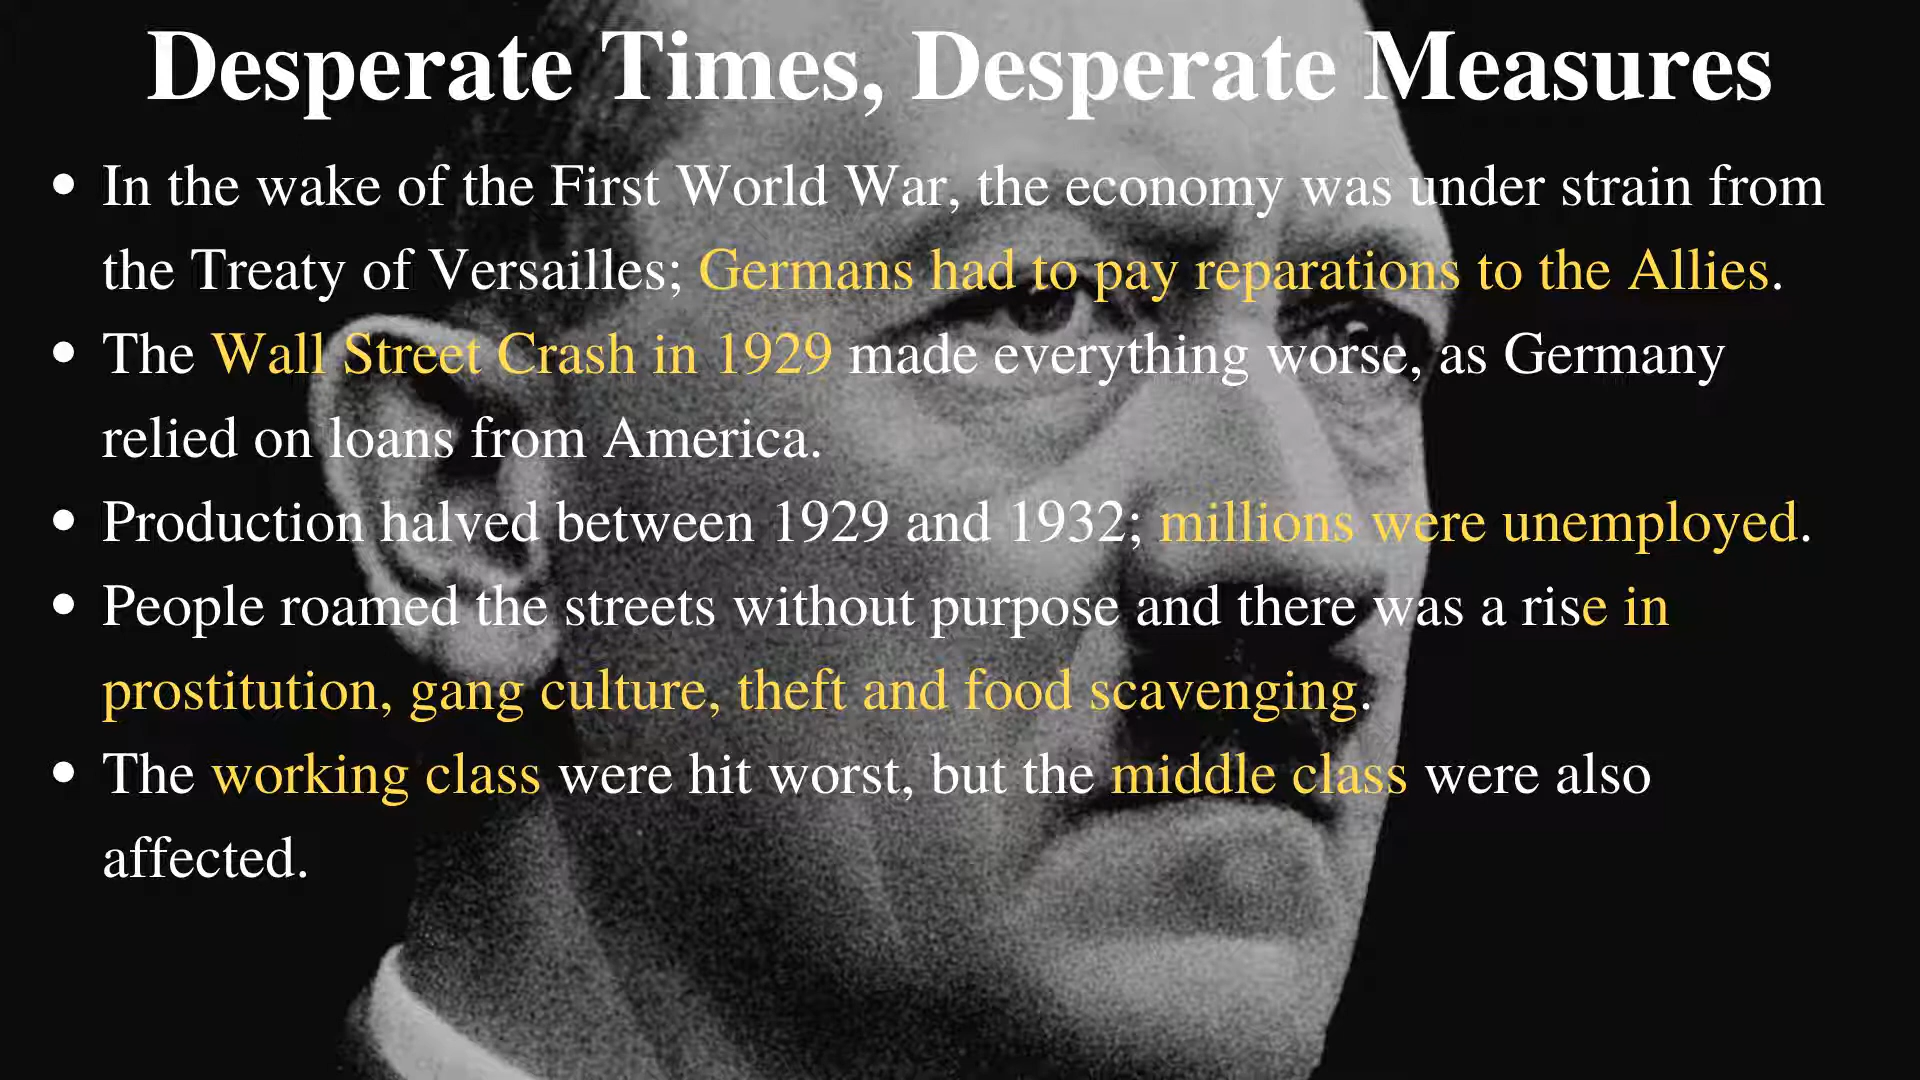 Desperate Times, Desperate Measures
• In the wake of the First World War, the economy was under strain from
the Treaty of Versailles; Germans had to pay reparations to the Allies.
• The Wall Street Crash in 1929 made everything worse, as Germany
relied on loans from America.
• Production halved between 1929 and 1932; millions were unemployed.
• People roamed the streets without purpose and there was a rise in
prostitution, gang culture, theft and food scavenging.
• The working class were hit worst, but the middle class were also
affected.